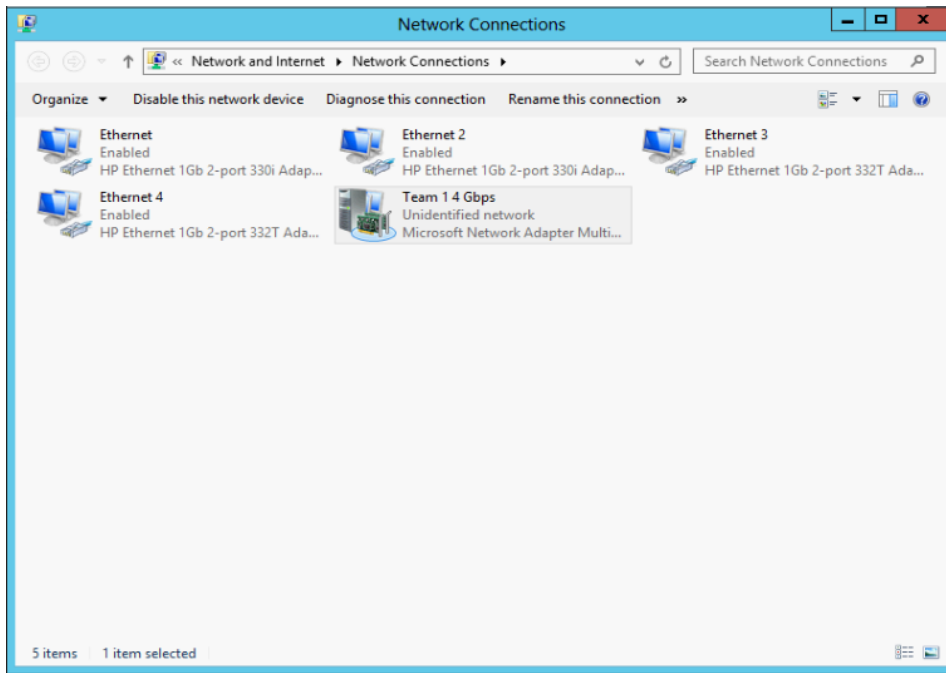 Network Connections
« Network and Internet ▸ Network Connections ▸
Search Network Connections
Organize Disable this network device Diagnose this connection Rename this connection »
Ethernet
Enabled
HP Ethernet 1Gb 2-port 330i Adap...
Ethernet 2
Enabled
HP Ethernet 1Gb 2-port 330i Adap...
Ethernet 3
Enabled
HP Ethernet 1Gb 2-port 332T Ada...
Ethernet 4
Enabled
HP Ethernet 1Gb 2-port 332T Ada...
Team 1 4 Gbps
Unidentified network
Microsoft Network Adapter Multi...
5 items 1 item selected